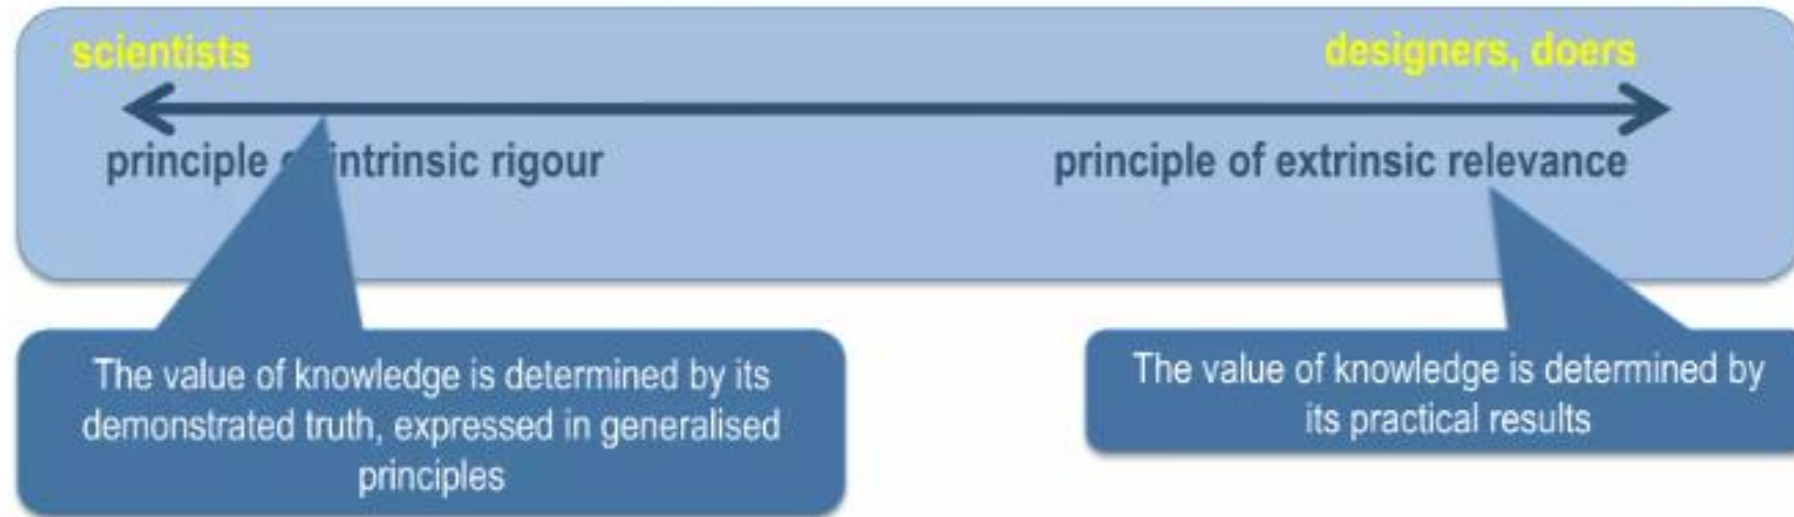 scientists
designers, doers
principle intrinsic rigour
principle of extrinsic relevance
The value of knowledge is determined by its
demonstrated truth, expressed in generalised
principles
The value of knowledge is determined by
its practical results